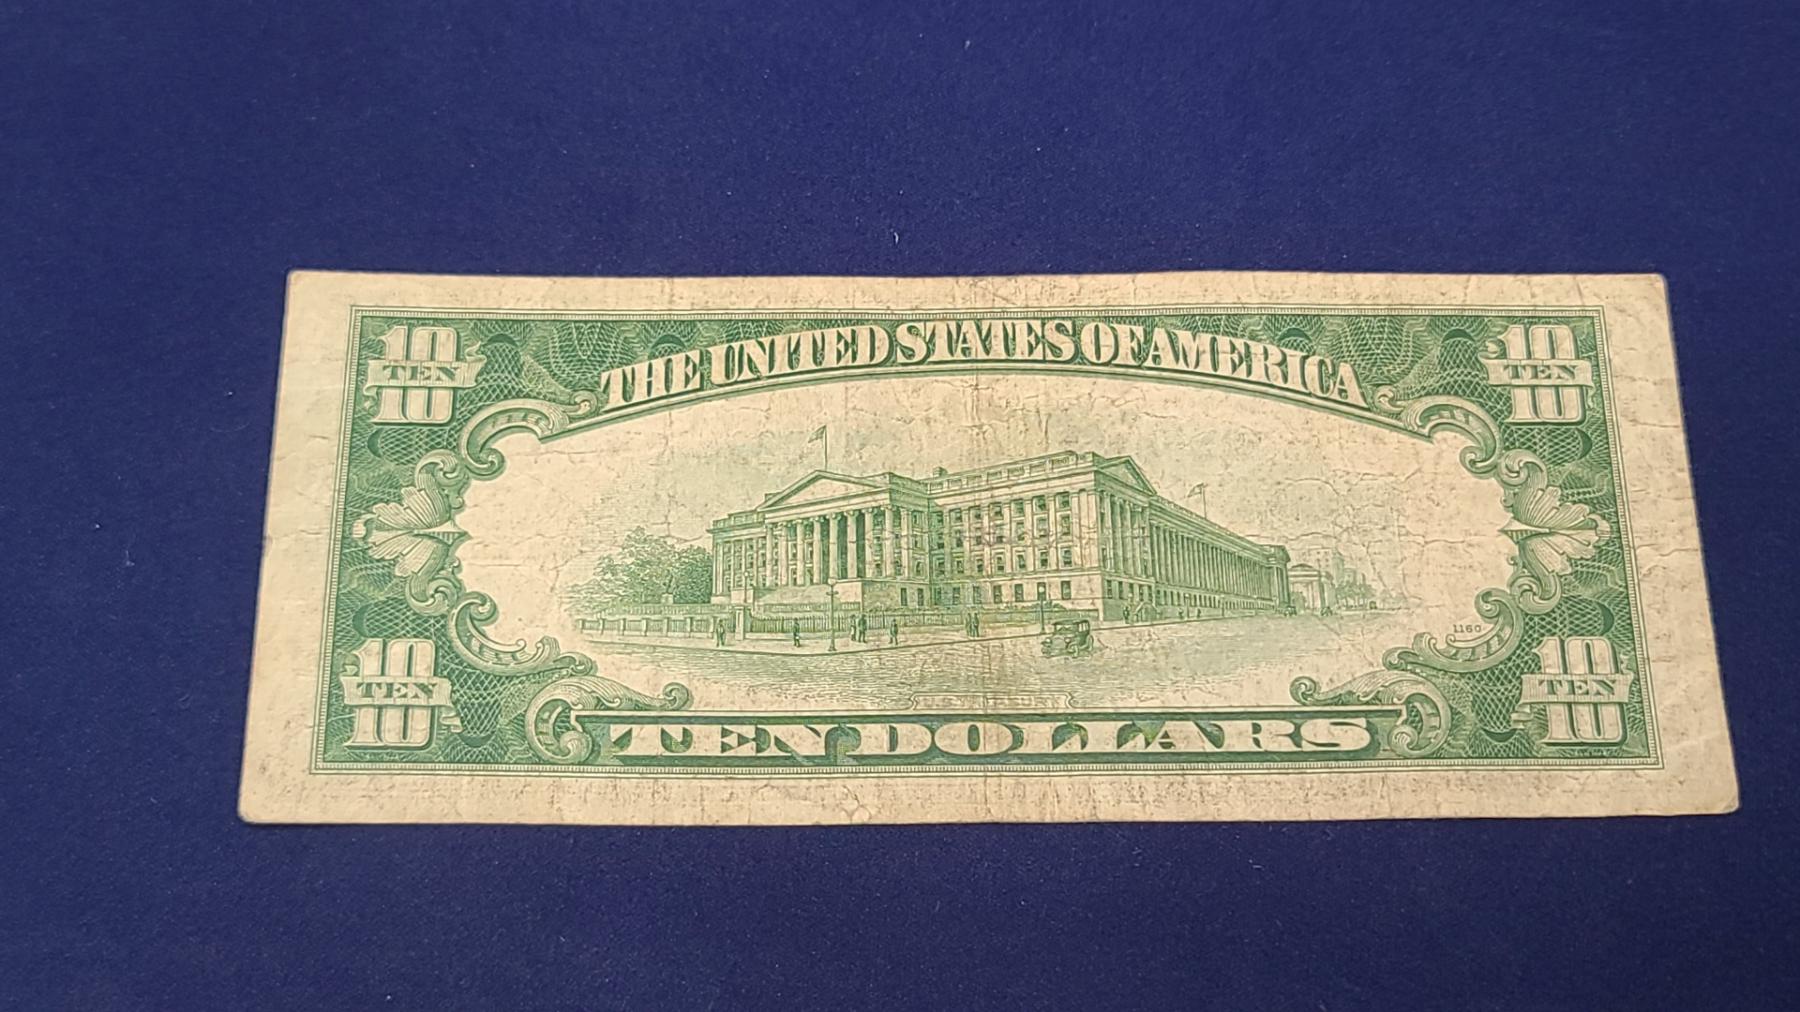 10 TEN 10
THE UNITED STATES OF AMERICA
10 TEN 10
1160
U.S. TREASURY
10 TEN 10
TEN DOLLARS
10 TEN 10